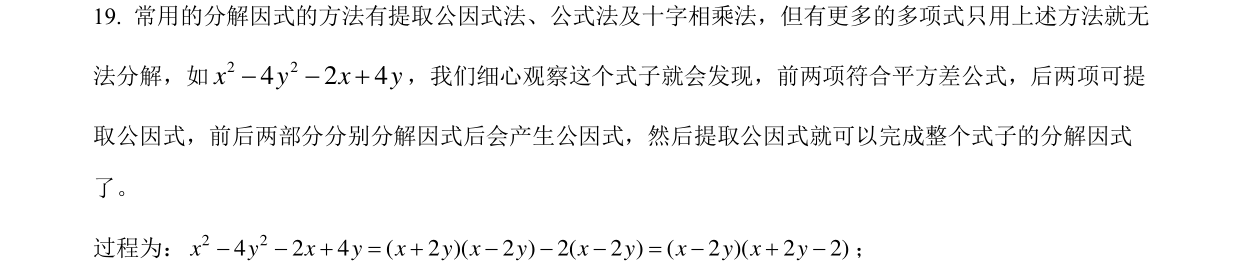 19. 常用的分解因式的方法有提取公因式法、公式法及十字相乘法，但有更多的多项式只用上述方法就无
法分解，如 x² − 4y² − 2x + 4y ，我们细心观察这个式子就会发现，前两项符合平方差公式，后两项可提
取公因式，前后两部分分别分解因式后会产生公因式，然后提取公因式就可以完成整个式子的分解因式
了。
过程为： x² − 4y² − 2x + 4y = (x + 2y)(x − 2y) − 2(x − 2y) = (x − 2y)(x + 2y − 2) ；